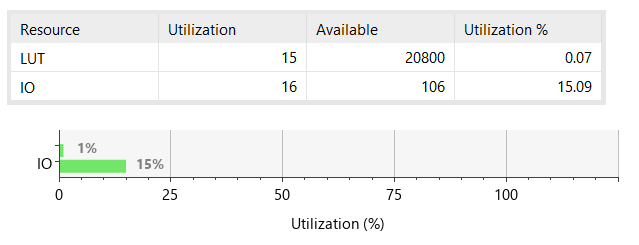 Resource Utilization Available Utilization %
LUT 15 20800 0.07
IO 16 106 15.09
1%
IO 15%
0 25 50 75 100
Utilization (%)